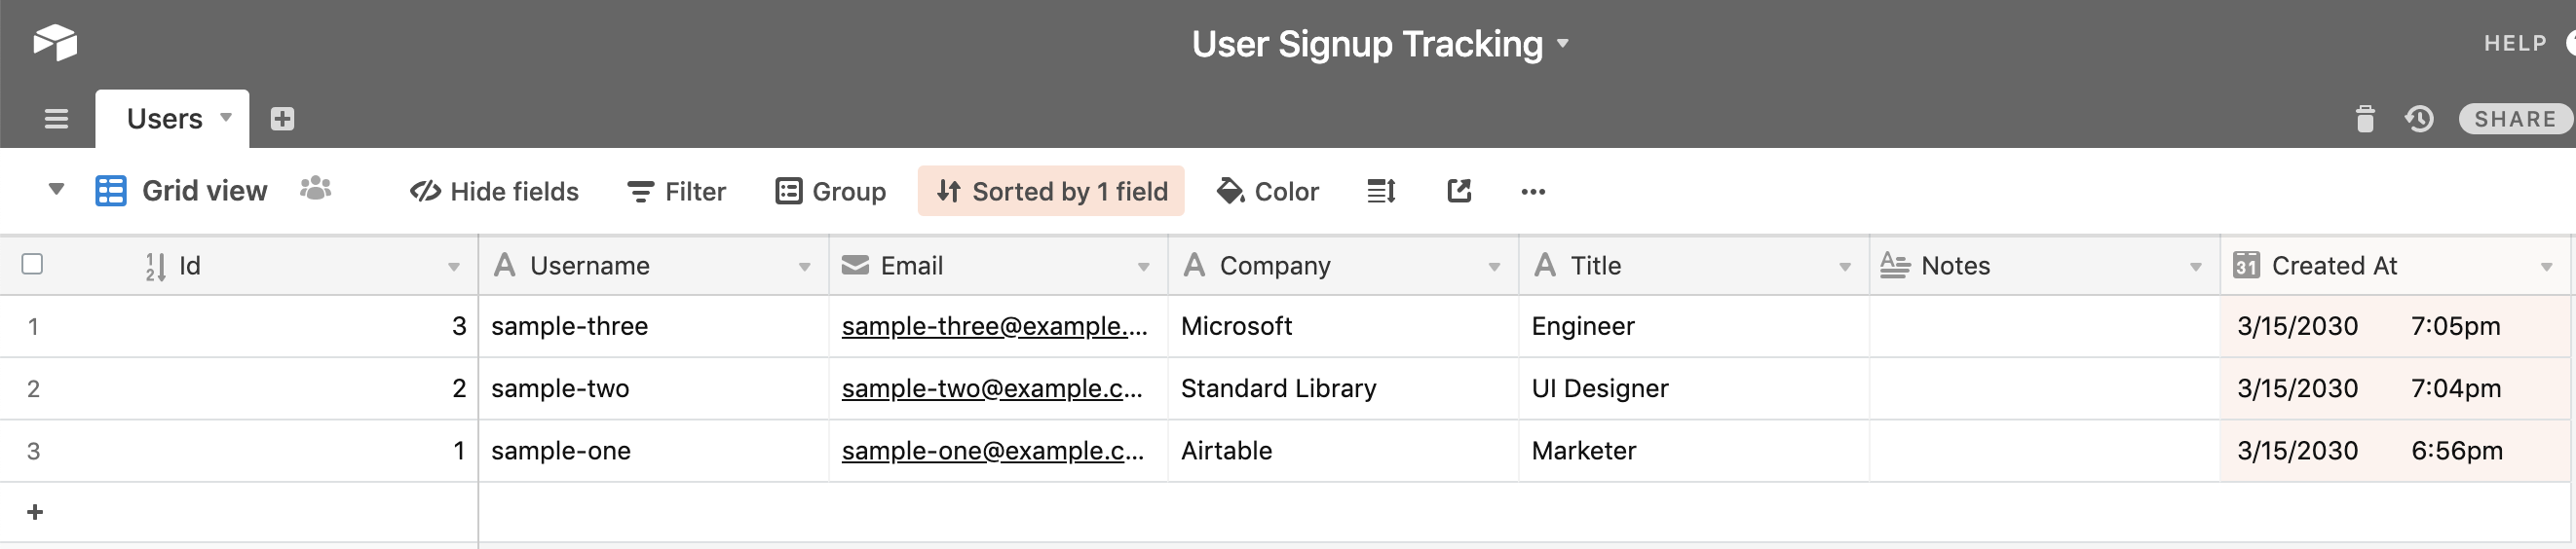 User Signup Tracking
HELP
Users
SHARE
Grid view Hide fields Filter Group Sorted by 1 field Color
Id Username Email Company Title Notes Created At
1 3 sample-three sample-three@example.... Microsoft Engineer 3/15/2030 7:05pm
2 2 sample-two sample-two@example.c... Standard Library UI Designer 3/15/2030 7:04pm
3 1 sample-one sample-one@example.c... Airtable Marketer 3/15/2030 6:56pm